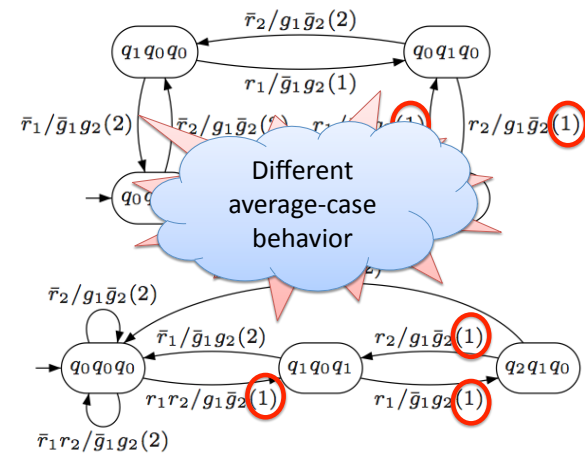 r̄₂/g₁ḡ₂(2)
q₁q₀q₀
q₀q₁q₀
r₁/ḡ₁g₂(1)
r̄₁/ḡ₁g₂(2)
r₂/g₁ḡ₂(1)
Different
average-case
behavior
r̄₂/g₁ḡ₂(2)
r̄₁/ḡ₁g₂(2)
r₂/g₁ḡ₂(1)
q₀q₀q₀
q₁q₀q₁
q₂q₁q₀
r₁r₂/g₁ḡ₂(1)
r₁/ḡ₁g₂(1)
r̄₁r₂/ḡ₁g₂(2)